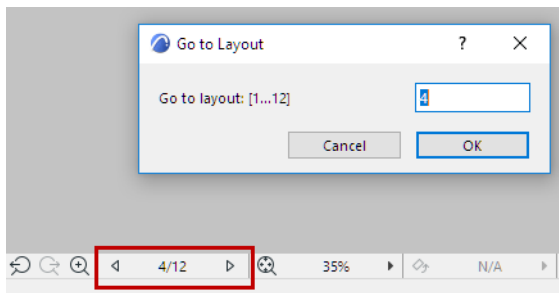 Go to Layout
Go to layout: [1...12]
4
Cancel
OK
4/12
35%
N/A